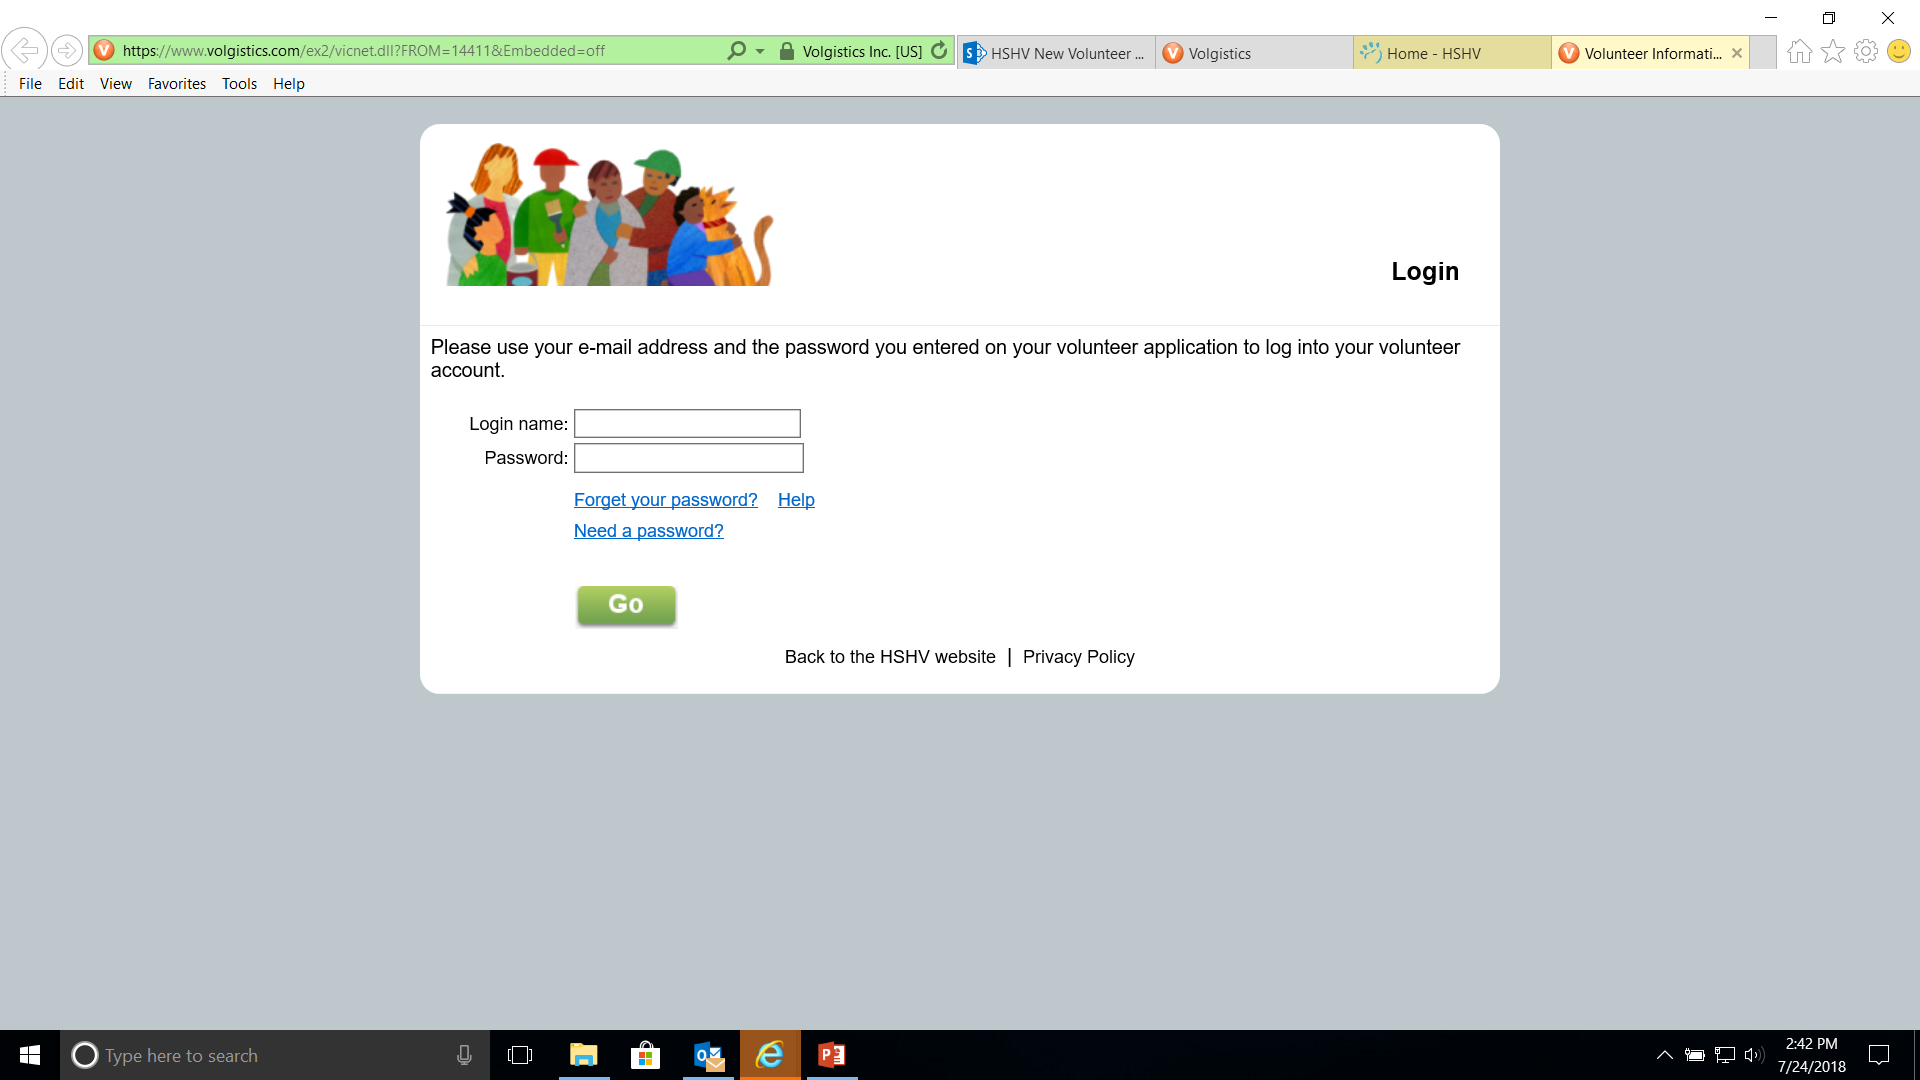 https://www.volgistics.com/ex2/vicnet.dll?FROM=14411&Embedded=off
Volgistics Inc. [US]
HSHV New Volunteer ...
Volgistics
Home - HSHV
Volunteer Informati...
File Edit View Favorites Tools Help
Login
Please use your e-mail address and the password you entered on your volunteer application to log into your volunteer
account.
Login name:
Password:
Forget your password? Help
Need a password?
Go
Back to the HSHV website | Privacy Policy
Type here to search
2:42 PM
7/24/2018